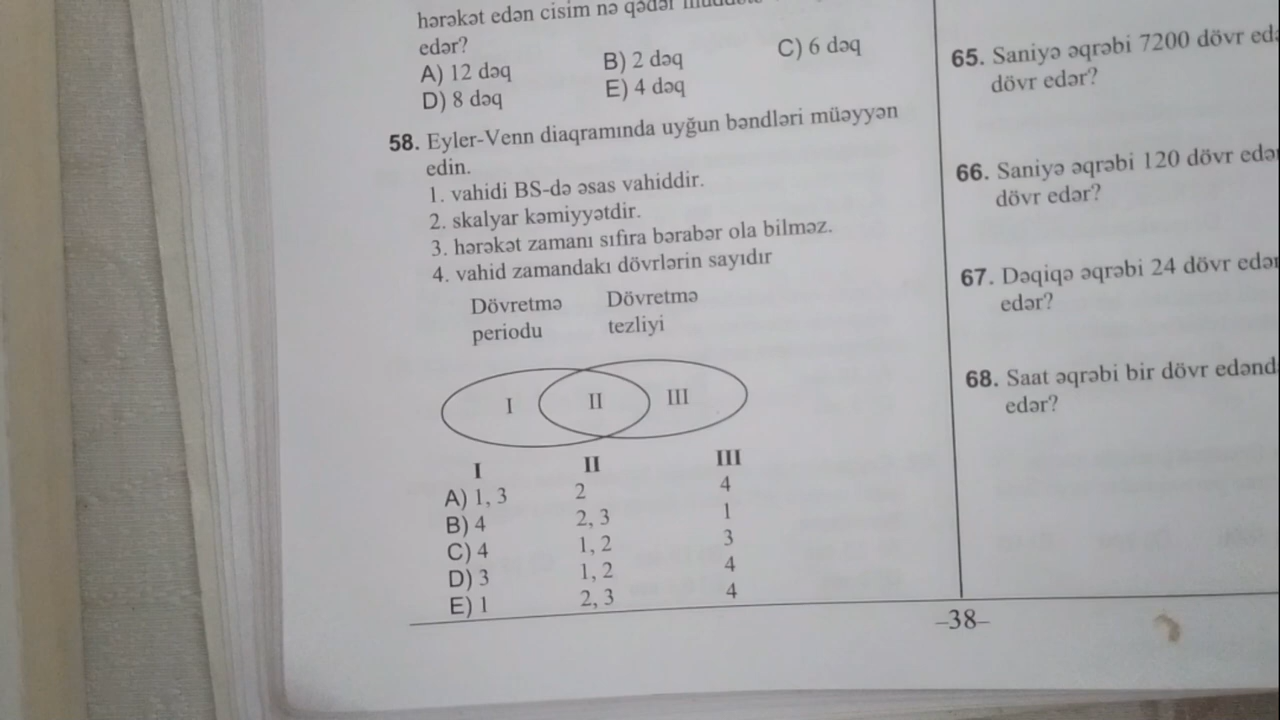 hərəkət edən cisim nə qədər
edər?
A) 12 dəq B) 2 dəq C) 6 dəq
D) 8 dəq E) 4 dəq
58. Eyler-Venn diaqramında uyğun bəndləri müəyyən
edin.
1. vahidi BS-də əsas vahiddir.
2. skalyar kəmiyyətdir.
3. hərəkət zamanı sıfıra bərabər ola bilməz.
4. vahid zamandakı dövrlərin sayıdır
Dövretmə Dövretmə
periodu tezliyi
I II III
I II III
A) 1, 3 2 4
B) 4 2, 3 1
C) 4 1, 2 3
D) 3 1, 2 4
E) 1 2, 3 4
65. Saniyə əqrəbi 7200 dövr
dövr edər?
66. Saniyə əqrəbi 120 dövr
dövr edər?
67. Dəqiqə əqrəbi 24 dövr
edər?
68. Saat əqrəbi bir dövr
edər?
–38–